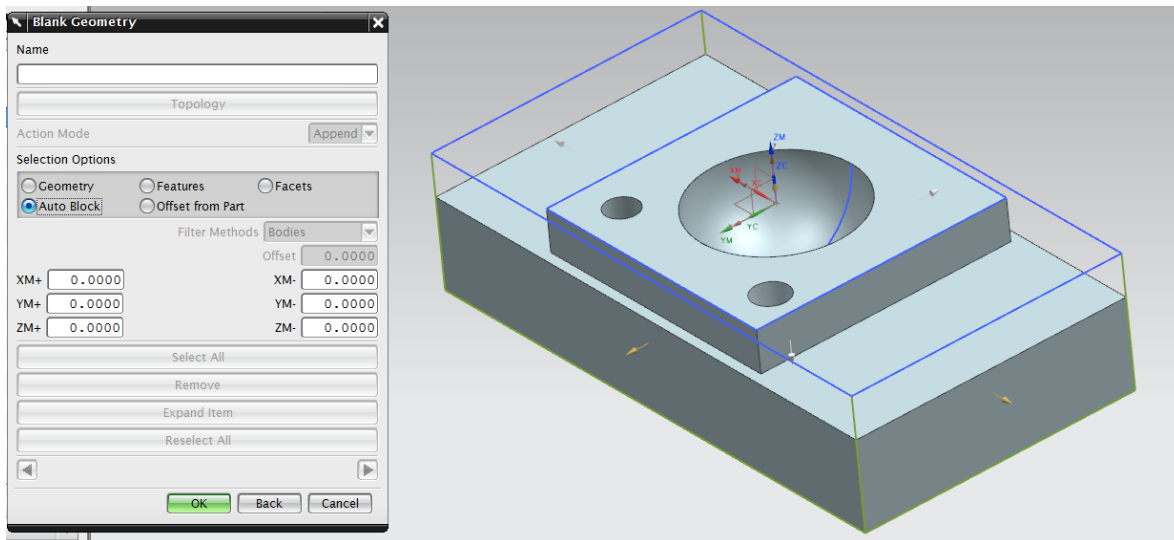 Blank Geometry
Name
Topology
Action Mode Append
Selection Options
Geometry Features Facets
Auto Block Offset from Part
Filter Methods Bodies
Offset 0.0000
XM+ 0.0000 XM- 0.0000
YM+ 0.0000 YM- 0.0000
ZM+ 0.0000 ZM- 0.0000
Select All
Remove
Expand Item
Reselect All
OK Back Cancel
ZM
ZC
XM
XC
YC
YM